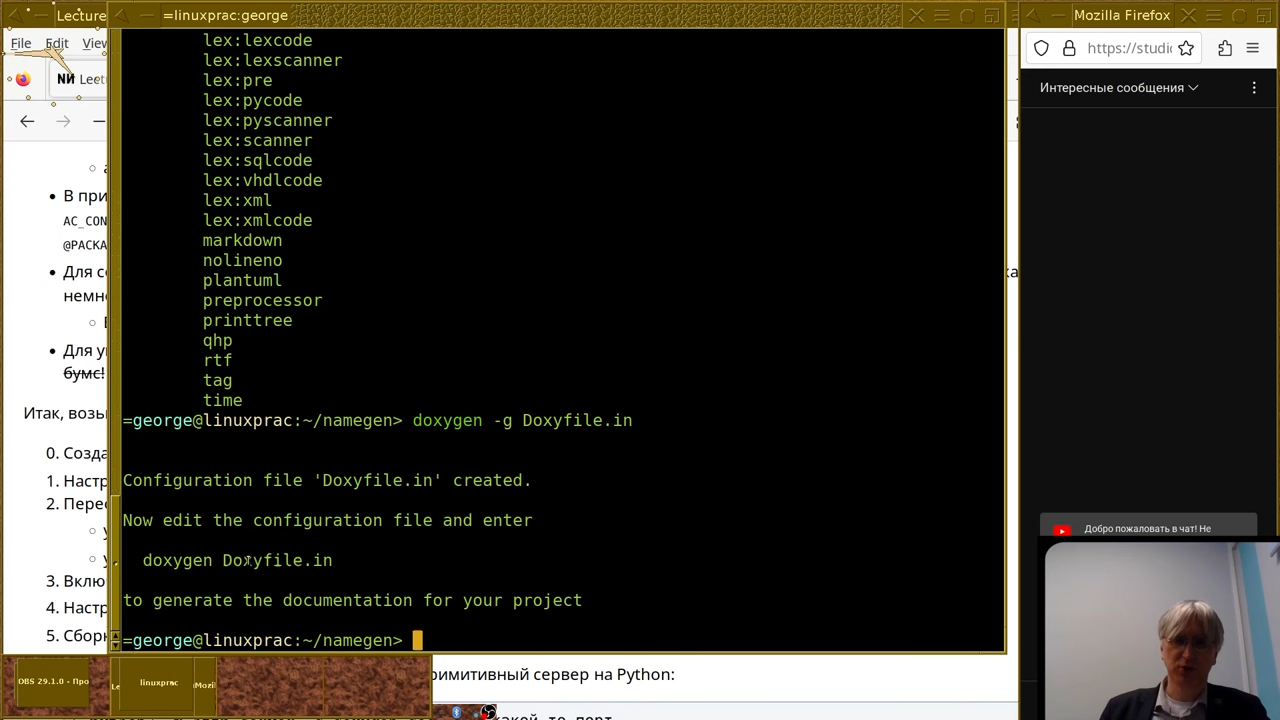 Lecture
=linuxprac:george
Mozilla Firefox
File Edit View
https://studi
Интересные сообщения
В при
AC_CON
@PACKA
Для с
немн
Для у
бумс!
Итак, возь
0. Созда
1. Настр
2. Перес
3. Вклю
4. Настр
5. Сборк
lex:lexcode
lex:lexscanner
lex:pre
lex:pycode
lex:pyscanner
lex:scanner
lex:sqlcode
lex:vhdlcode
lex:xml
lex:xmlcode
markdown
nolineno
plantuml
preprocessor
printtree
qhp
rtf
tag
time
=george@linuxprac:~/namegen> doxygen -g Doxyfile.in
Configuration file 'Doxyfile.in' created.
Now edit the configuration file and enter
doxygen Doxyfile.in
to generate the documentation for your project
=george@linuxprac:~/namegen>
Добро пожаловать в чат! Не
римитивный сервер на Python:
OBS 29.1.0 - Про
Le
linuxprac
Mozil